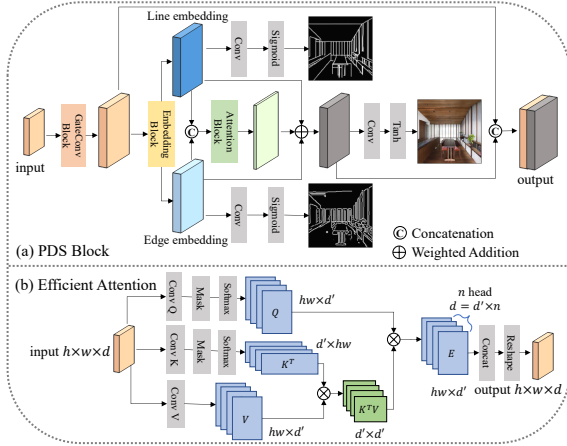 Line embedding
Conv
Sigmoid
input
GateConv
Block
Embedding
Block
C
Attention
Block
Conv
Tanh
C
output
Edge embedding
Conv
Sigmoid
C Concatenation
⊕ Weighted Addition
(a) PDS Block
(b) Efficient Attention
Conv Q
Mask
Softmax
Q
hw×d′
input h×w×d
Conv K
Mask
Softmax
K^T
d′×hw
Conv V
V
hw×d′
K^TV
d′×d′
n head
d = d′×n
E
hw×d′
Concat
Reshape
output h×w×d